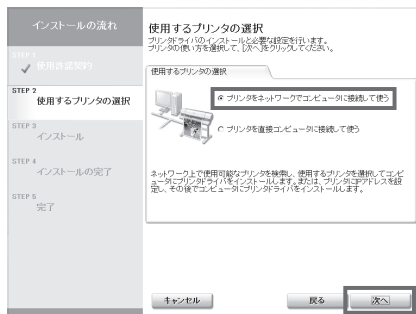 インストールの流れ
STEP 1
使用許諾契約
STEP 2
使用するプリンタの選択
STEP 3
インストール
STEP 4
インストールの完了
STEP 5
完了
使用するプリンタの選択
プリンタドライバのインストールと必要な設定を行います。
プリンタの使い方を選択して、[次へ]をクリックしてください。
使用するプリンタの選択
プリンタをネットワークでコンピュータに接続して使う
プリンタを直接コンピュータに接続して使う
ネットワーク上で使用可能なプリンタを検索し、使用するプリンタを選択してコンピ
ュータにプリンタドライバをインストールします。または、プリンタにIPアドレスを設
定し、その後でコンピュータにプリンタドライバをインストールします。
キャンセル
戻る
次へ